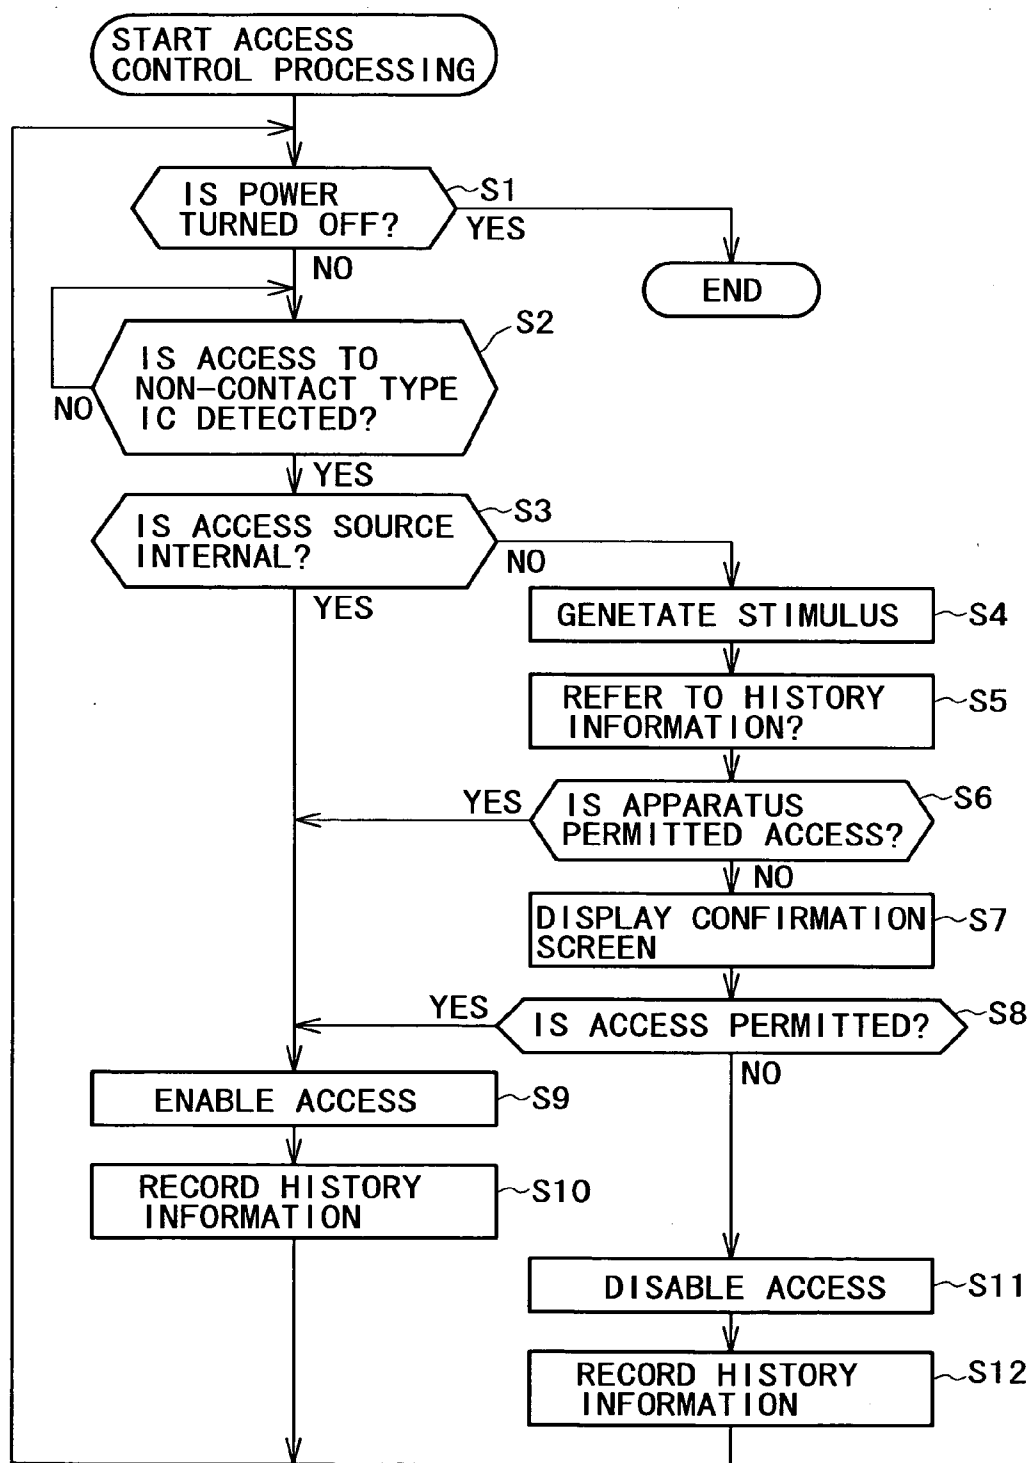 START ACCESS
CONTROL PROCESSING
IS POWER
TURNED OFF?
S1
YES
NO
END
S2
IS ACCESS TO
NON-CONTACT TYPE
IC DETECTED?
NO
YES
S3
IS ACCESS SOURCE
INTERNAL?
NO
YES
GENETATE STIMULUS
S4
REFER TO HISTORY
INFORMATION?
S5
YES
IS APPARATUS
PERMITTED ACCESS?
S6
NO
DISPLAY CONFIRMATION
SCREEN
S7
YES
IS ACCESS PERMITTED?
S8
NO
ENABLE ACCESS
S9
RECORD HISTORY
INFORMATION
S10
DISABLE ACCESS
S11
RECORD HISTORY
INFORMATION
S12